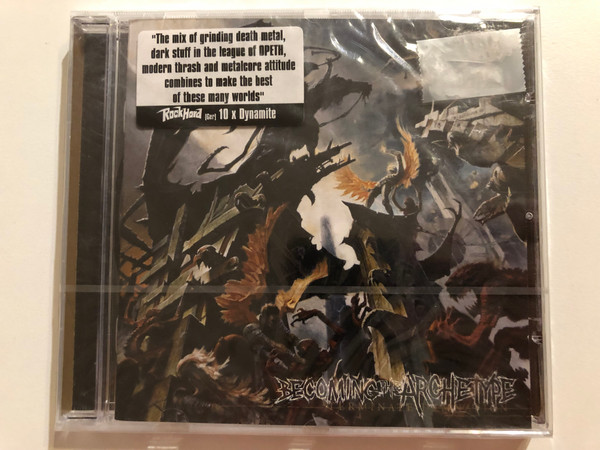 "The mix of grinding death metal,
dark stuff in the league of OPETH,
modern thrash and metalcore attitude
combines to make the best
of these many worlds"
RockHard (Ger) 10 x Dynamite
BECOMING THE ARCHETYPE